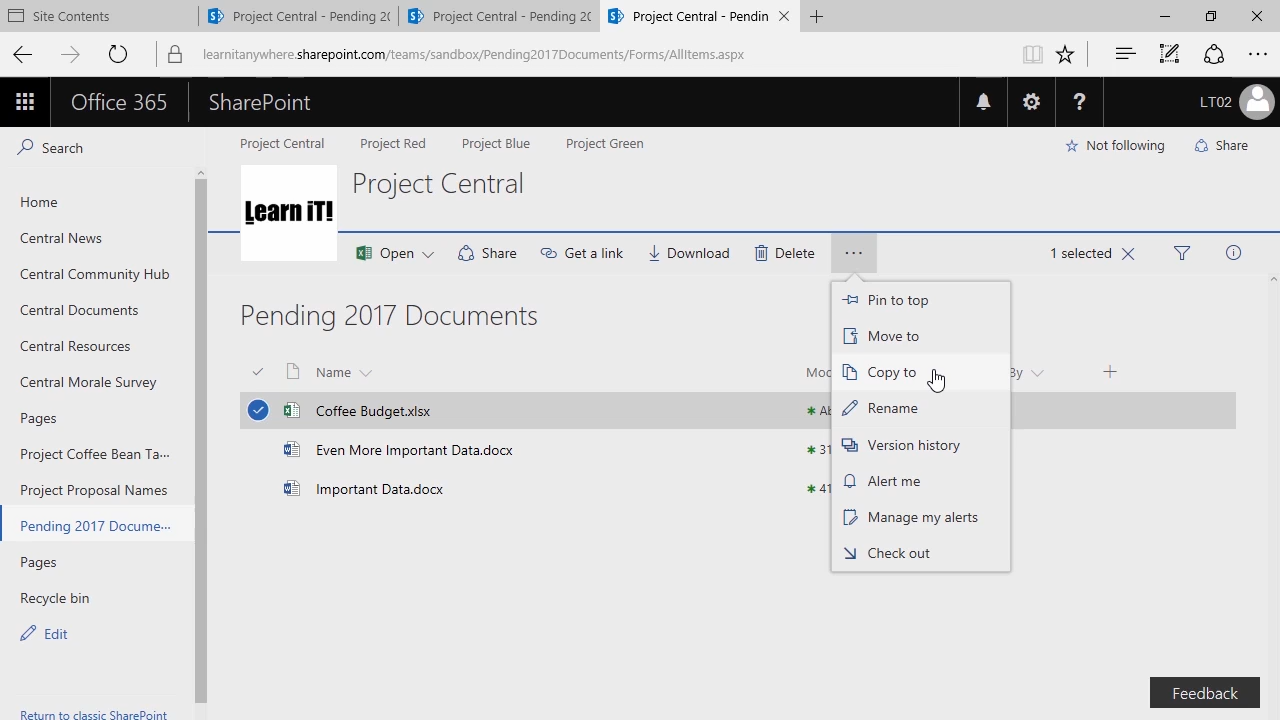 Site Contents
Project Central - Pending 20
Project Central - Pending 20
Project Central - Pendin
learnitanywhere.sharepoint.com/teams/sandbox/Pending2017Documents/Forms/AllItems.aspx
Office 365
SharePoint
?
LT02
Search
Project Central
Project Red
Project Blue
Project Green
Not following
Share
Learn iT!
Project Central
Open
Share
Get a link
Download
Delete
...
1 selected
Home
Central News
Central Community Hub
Central Documents
Central Resources
Central Morale Survey
Pages
Project Coffee Bean Ta...
Project Proposal Names
Pending 2017 Docume...
Pages
Recycle bin
Edit
Return to classic SharePoint
Pending 2017 Documents
Name
By
Coffee Budget.xlsx
Even More Important Data.docx
31
Important Data.docx
41
Pin to top
Move to
Copy to
Rename
Version history
Alert me
Manage my alerts
Check out
Feedback